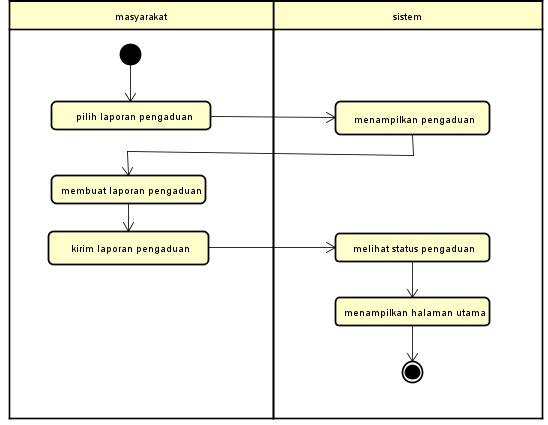 masyarakat
sistem
pilih laporan pengaduan
menampilkan pengaduan
membuat laporan pengaduan
kirim laporan pengaduan
melihat status pengaduan
menampilkan halaman utama